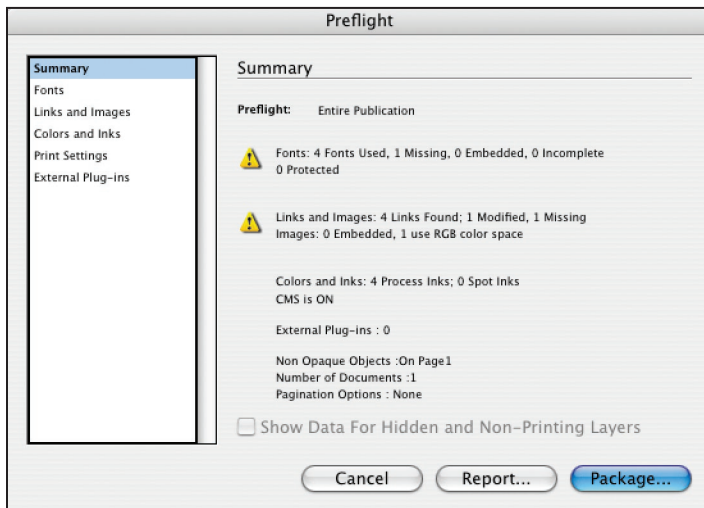 Preflight
Summary
Fonts
Links and Images
Colors and Inks
Print Settings
External Plug-ins
Summary
Preflight: Entire Publication
Fonts: 4 Fonts Used, 1 Missing, 0 Embedded, 0 Incomplete
0 Protected
Links and Images: 4 Links Found; 1 Modified, 1 Missing
Images: 0 Embedded, 1 use RGB color space
Colors and Inks: 4 Process Inks; 0 Spot Inks
CMS is ON
External Plug-ins : 0
Non Opaque Objects :On Page1
Number of Documents :1
Pagination Options : None
Show Data For Hidden and Non-Printing Layers
Cancel Report... Package...